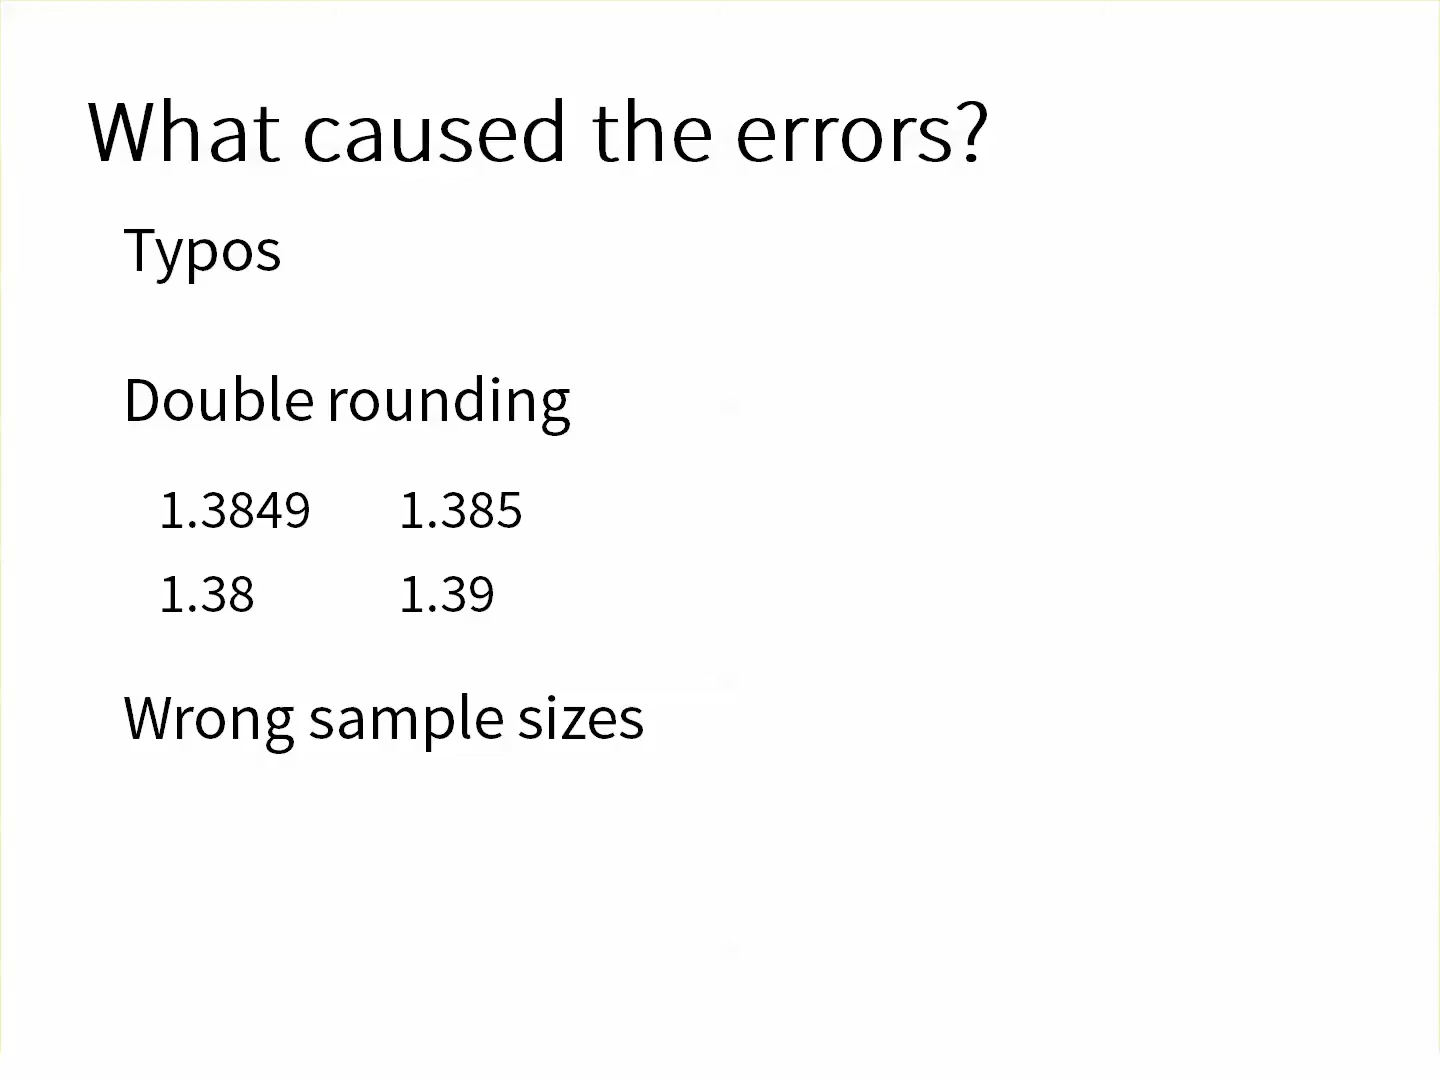 What caused the errors?
Typos
Double rounding
1.3849 1.385
1.38 1.39
Wrong sample sizes